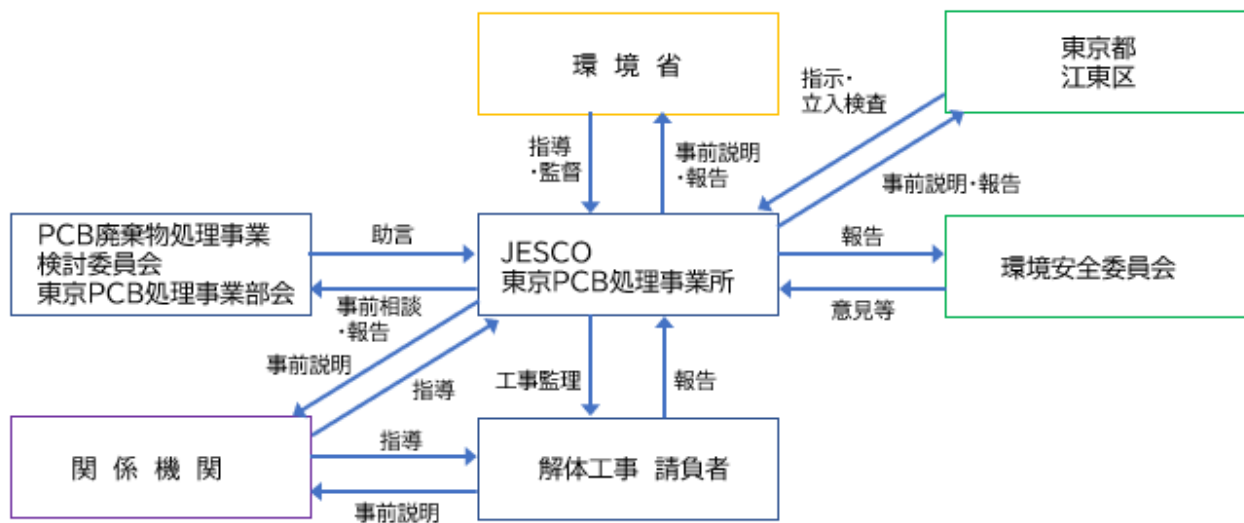 環 境 省
東京都
江東区
指示・
立入検査
指導
・監督
事前説明
・報告
事前説明・報告
PCB廃棄物処理事業
検討委員会
東京PCB処理事業部会
助言
JESCO
東京PCB処理事業所
報告
環境安全委員会
意見等
事前相談
・報告
事前説明
指導
工事監理
報告
関 係 機 関
指導
事前説明
解体工事 請負者